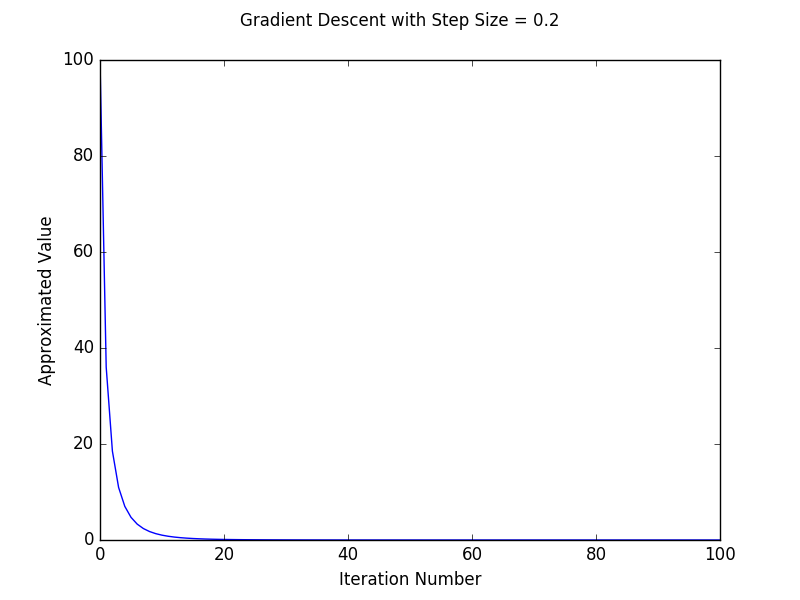 Gradient Descent with Step Size = 0.2
100
80
60
40
20
0
Approximated Value
0 20 40 60 80 100
Iteration Number